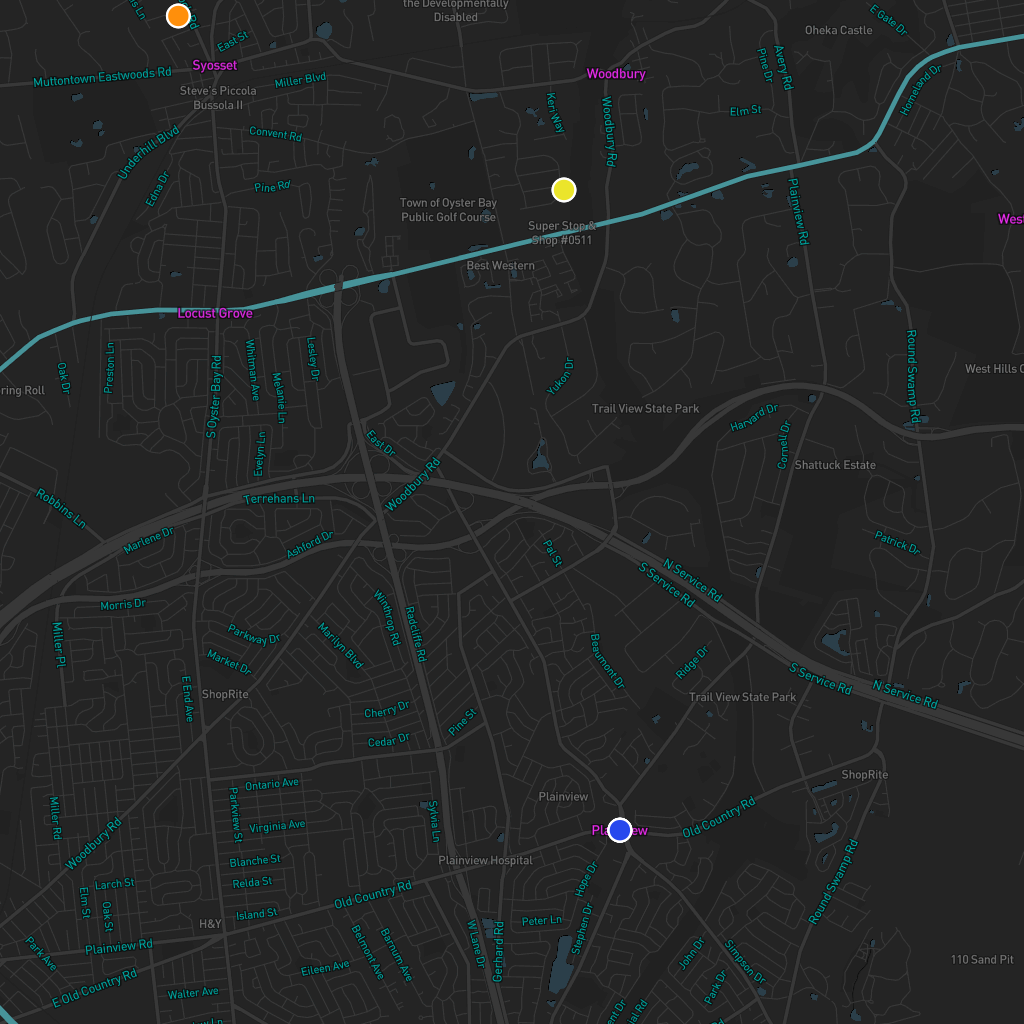 the Developmentally
Disabled
E Gate Dr
Oheka Castle
East St
Syosset
Muttontown Eastwoods Rd
Miller Blvd
Woodbury
Pine Dr
Avery Rd
Homeland Dr
Steve's Piccola
Bussola II
Keri Way
Woodbury Rd
Elm St
Underhill Blvd
Convent Rd
Edna Dr
Pine Rd
Town of Oyster Bay
Public Golf Course
Plainview Rd
West
Super Stop &
Shop #0511
Best Western
Locust Grove
Oak Dr
Preston Ln
S Oyster Bay Rd
Whitman Ave
Melanie Ln
Lesley Dr
Yukon Dr
Round Swamp Rd
West Hills C
ring Roll
Trail View State Park
Harvard Dr
Cornell Dr
East Dr
Evelyn Ln
Shattuck Estate
Woodbury Rd
Robbins Ln
Terrehans Ln
Marlene Dr
Ashford Dr
Pal St
Patrick Dr
N Service Rd
S Service Rd
Morris Dr
Winthrop Rd
Radcliffe Rd
Miller Pl
Parkway Dr
Marilyn Blvd
Market Dr
Beaumont Dr
Ridge Dr
S Service Rd
N Service Rd
ShopRite
E End Ave
Trail View State Park
Cherry Dr
Pine St
Cedar Dr
ShopRite
Ontario Ave
Plainview
Miller Rd
Parkview St
Virginia Ave
Sylvia Ln
Old Country Rd
Woodbury Rd
Blanche St
Plainview Hospital
Round Swamp Rd
Larch St
Relda St
Hope Dr
Elm St
Oak St
Old Country Rd
Island St
H&Y
Peter Ln
Stephen Dr
Plainview Rd
Park Ave
Belmont Ave
Barnum Ave
W Lane Dr
Gerhard Rd
John Dr
Simpson Dr
110 Sand Pit
Eileen Ave
E Old Country Rd
Walter Ave
Park Dr